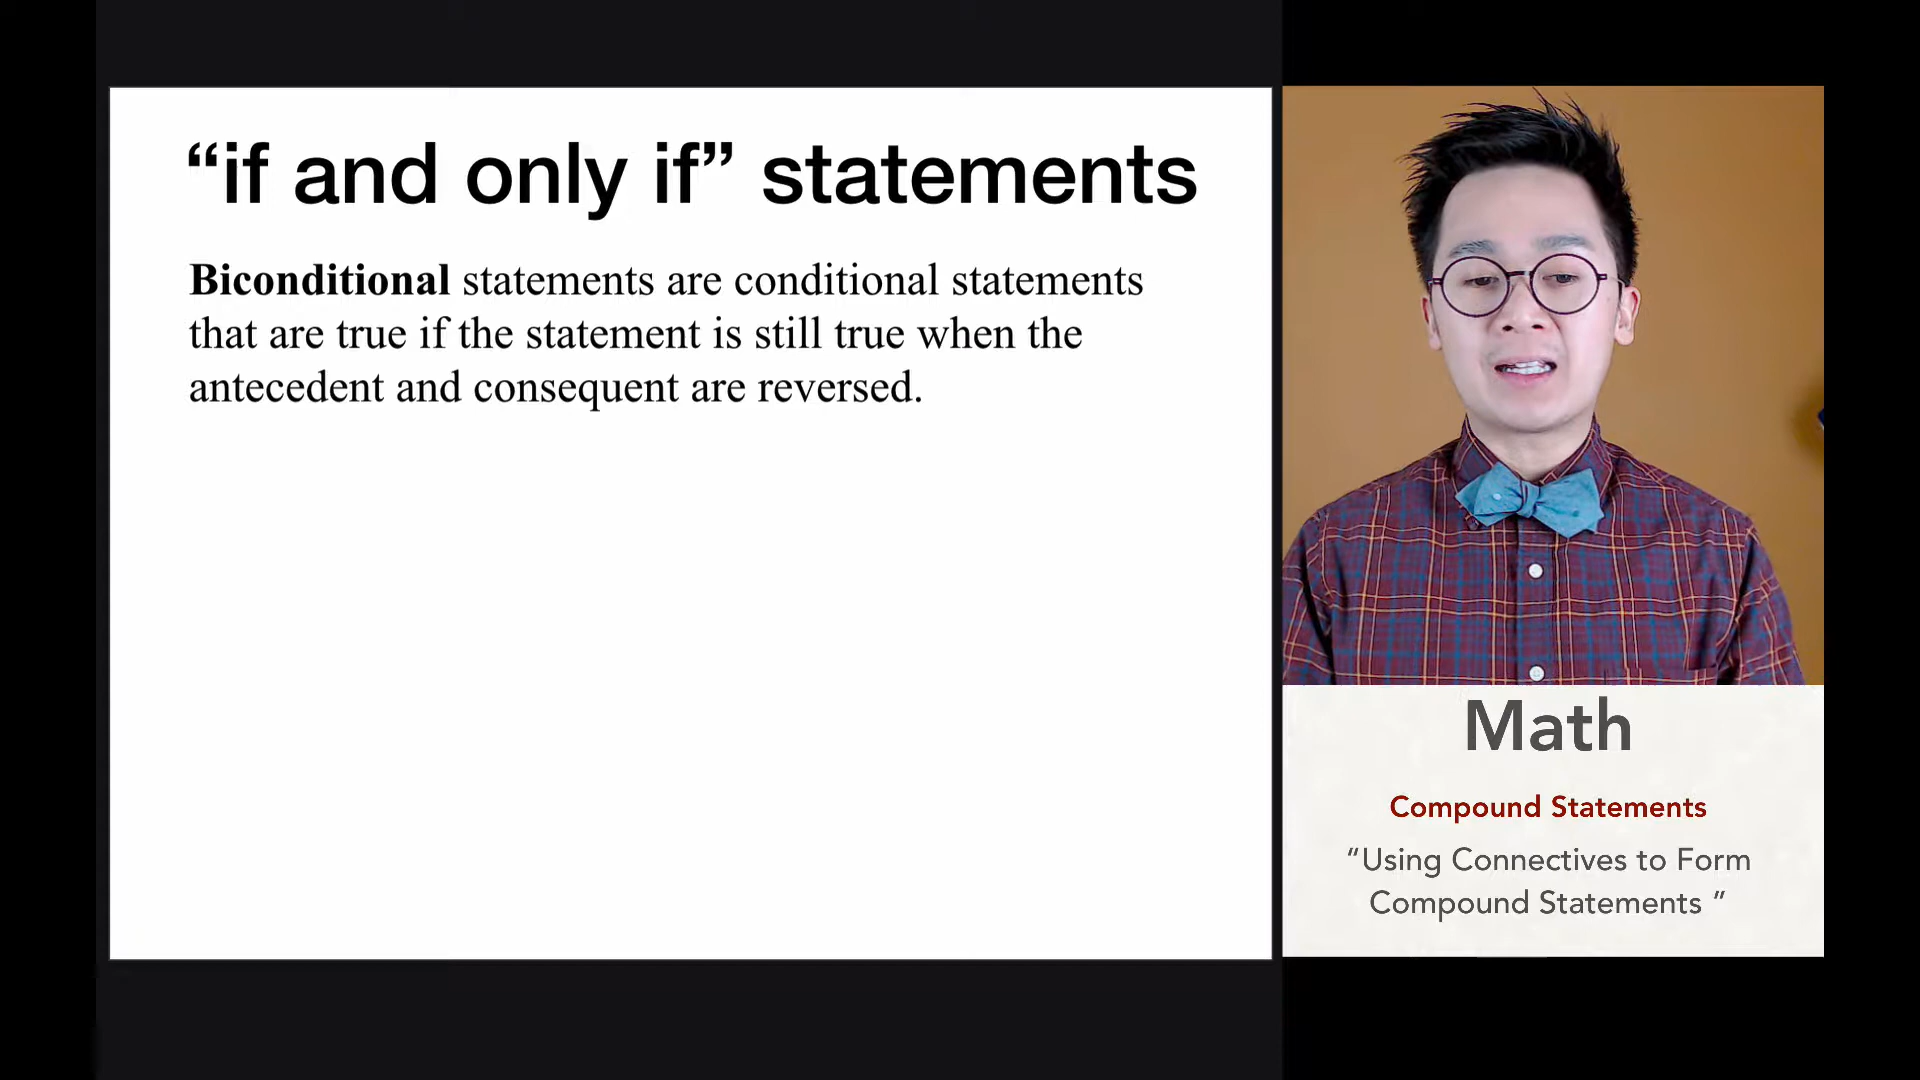 “if and only if” statements
Biconditional statements are conditional statements
that are true if the statement is still true when the
antecedent and consequent are reversed.
Math
Compound Statements
“Using Connectives to Form
Compound Statements ”